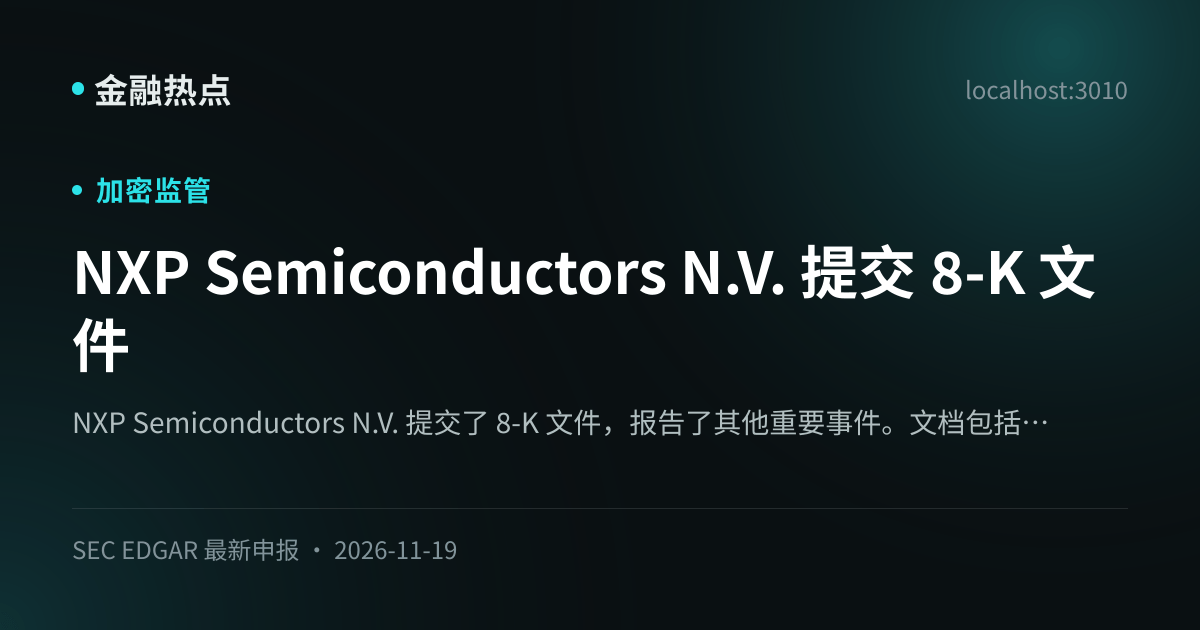 金融热点
localhost:3010
加密监管
NXP Semiconductors N.V. 提交 8-K 文
件
NXP Semiconductors N.V. 提交了 8-K 文件，报告了其他重要事件。文档包括…
SEC EDGAR 最新申报 · 2026-11-19